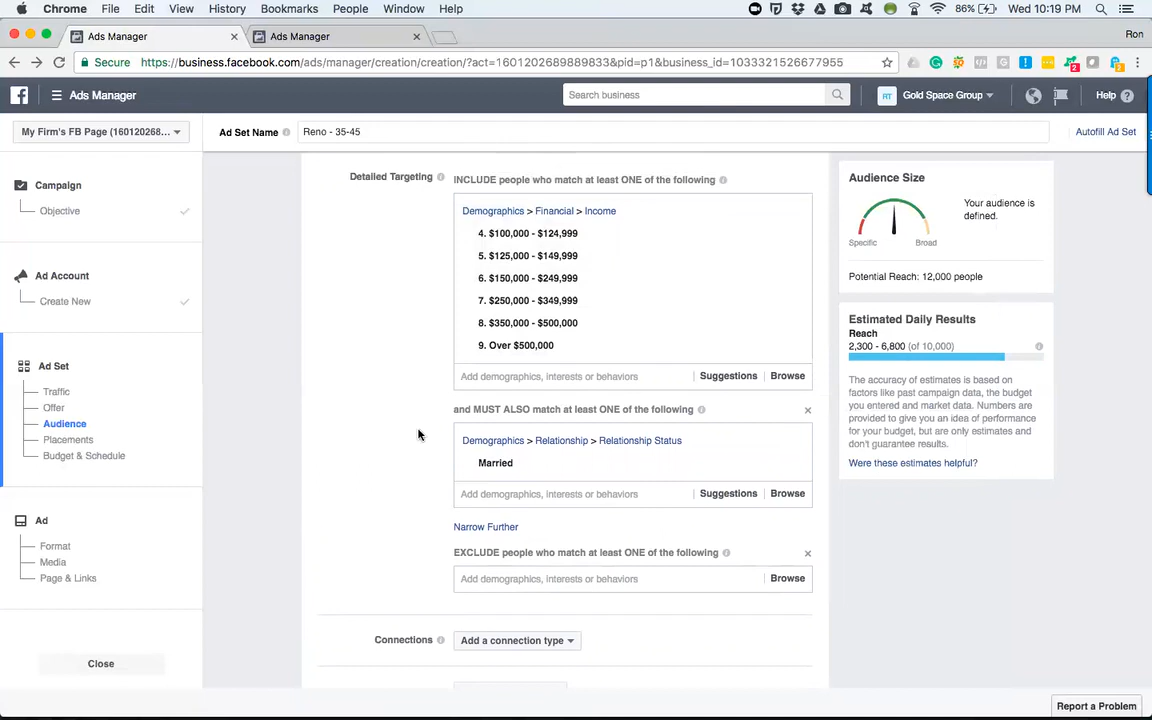 Chrome File Edit View History Bookmarks People Window Help 86% Wed 10:19 PM
Ads Manager Ads Manager Ron
Secure https://business.facebook.com/ads/manager/creation/creation/?act=1601202689889833&pid=p1&business_id=1033321526677955
Ads Manager Search business RT Gold Space Group Help
My Firm's FB Page (160120268... Ad Set Name Reno - 35-45 Autofill Ad Set
Campaign
Objective
Ad Account
Create New
Ad Set
Traffic
Offer
Audience
Placements
Budget & Schedule
Ad
Format
Media
Page & Links
Close
Detailed Targeting INCLUDE people who match at least ONE of the following
Demographics > Financial > Income
4. $100,000 - $124,999
5. $125,000 - $149,999
6. $150,000 - $249,999
7. $250,000 - $349,999
8. $350,000 - $500,000
9. Over $500,000
Add demographics, interests or behaviors Suggestions Browse
and MUST ALSO match at least ONE of the following
Demographics > Relationship > Relationship Status
Married
Add demographics, interests or behaviors Suggestions Browse
Narrow Further
EXCLUDE people who match at least ONE of the following
Add demographics, interests or behaviors Browse
Connections Add a connection type
Audience Size
Your audience is
defined.
Specific Broad
Potential Reach: 12,000 people
Estimated Daily Results
Reach
2,300 - 6,800 (of 10,000)
The accuracy of estimates is based on
factors like past campaign data, the budget
you entered and market data. Numbers are
provided to give you an idea of performance
for your budget, but are only estimates and
don't guarantee results.
Were these estimates helpful?
Report a Problem